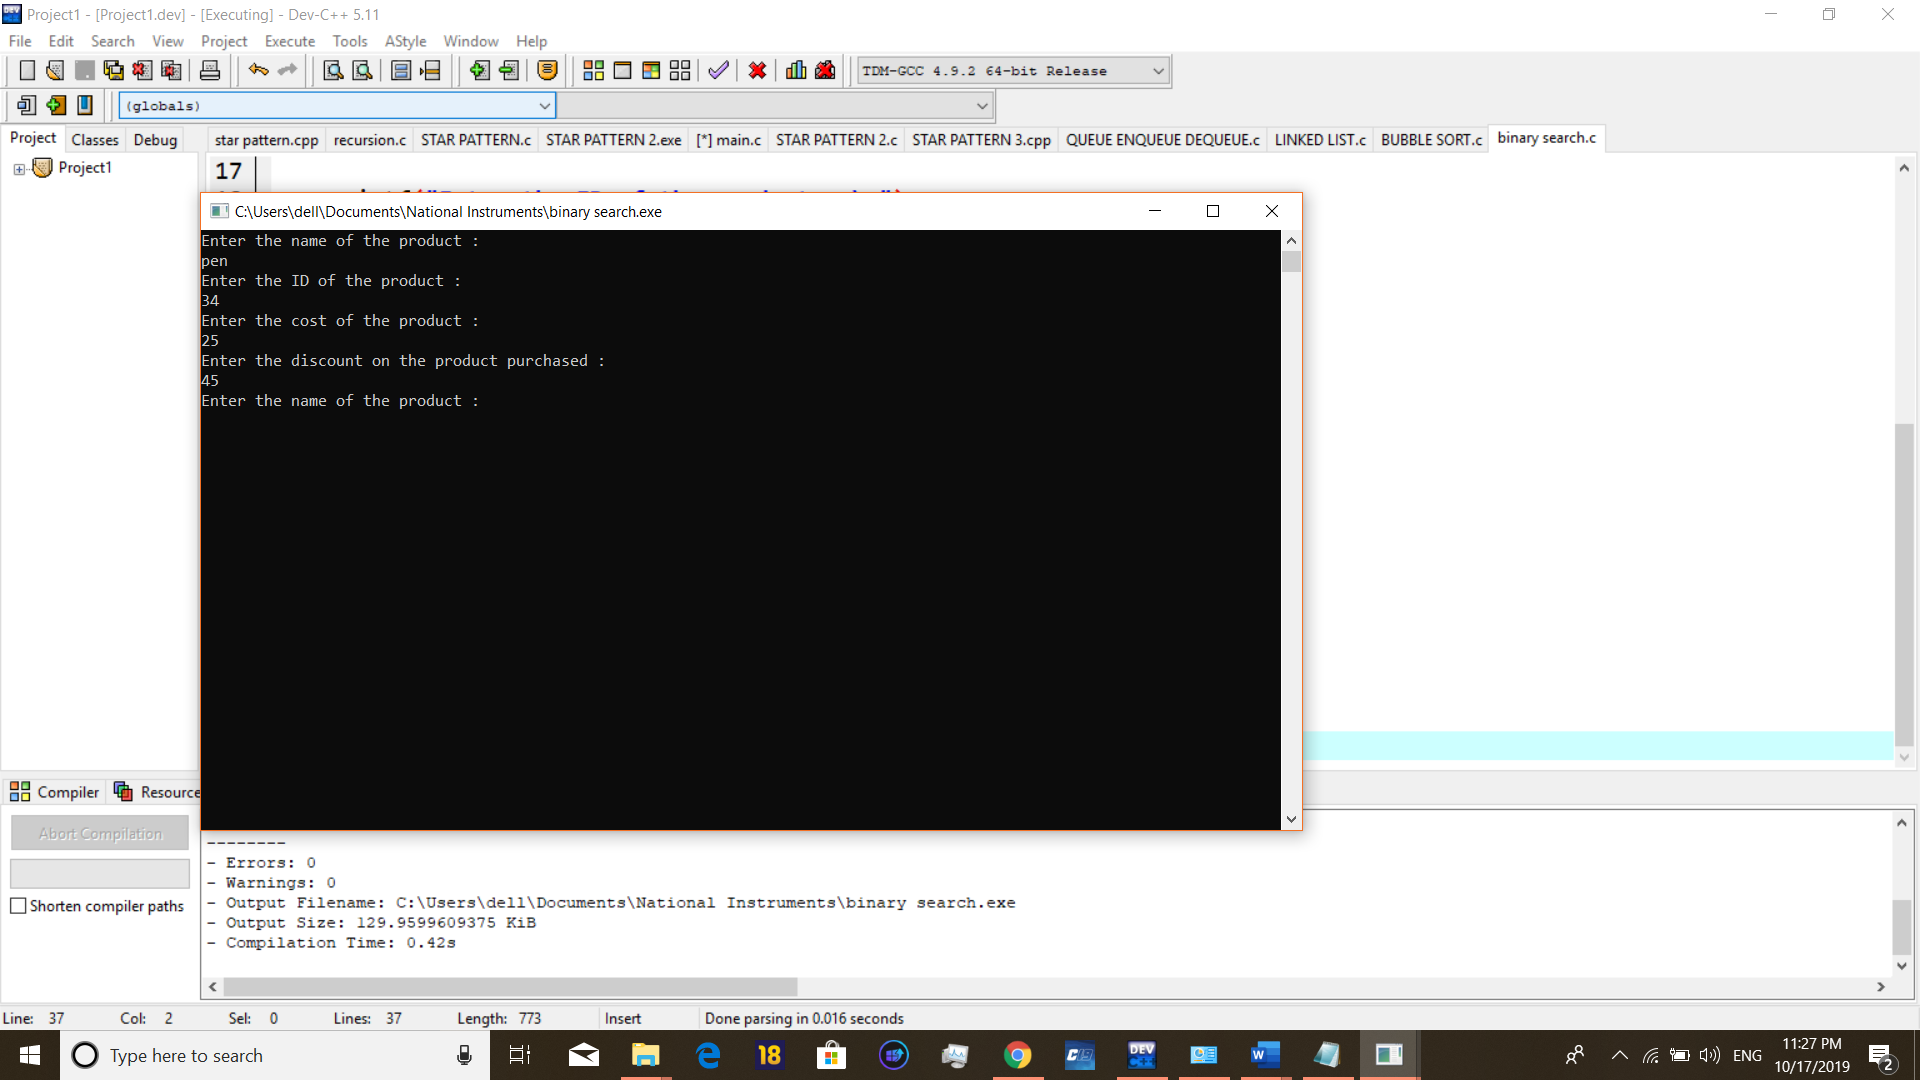 Project1 - [Project1.dev] - [Executing] - Dev-C++ 5.11
File Edit Search View Project Execute Tools AStyle Window Help
TDM-GCC 4.9.2 64-bit Release
(globals)
Project Classes Debug
star pattern.cpp recursion.c STAR PATTERN.c STAR PATTERN 2.exe [*] main.c STAR PATTERN 2.c STAR PATTERN 3.cpp QUEUE ENQUEUE DEQUEUE.c LINKED LIST.c BUBBLE SORT.c binary search.c
Project1
17
C:\Users\dell\Documents\National Instruments\binary search.exe
Enter the name of the product :
pen
Enter the ID of the product :
34
Enter the cost of the product :
25
Enter the discount on the product purchased :
45
Enter the name of the product :
Compiler Resource
Abort Compilation
Shorten compiler paths
--------
- Errors: 0
- Warnings: 0
- Output Filename: C:\Users\dell\Documents\National Instruments\binary search.exe
- Output Size: 129.9599609375 KiB
- Compilation Time: 0.42s
Line: 37 Col: 2 Sel: 0 Lines: 37 Length: 773 Insert Done parsing in 0.016 seconds
Type here to search
18
DEV
C++
ENG
11:27 PM
10/17/2019
2